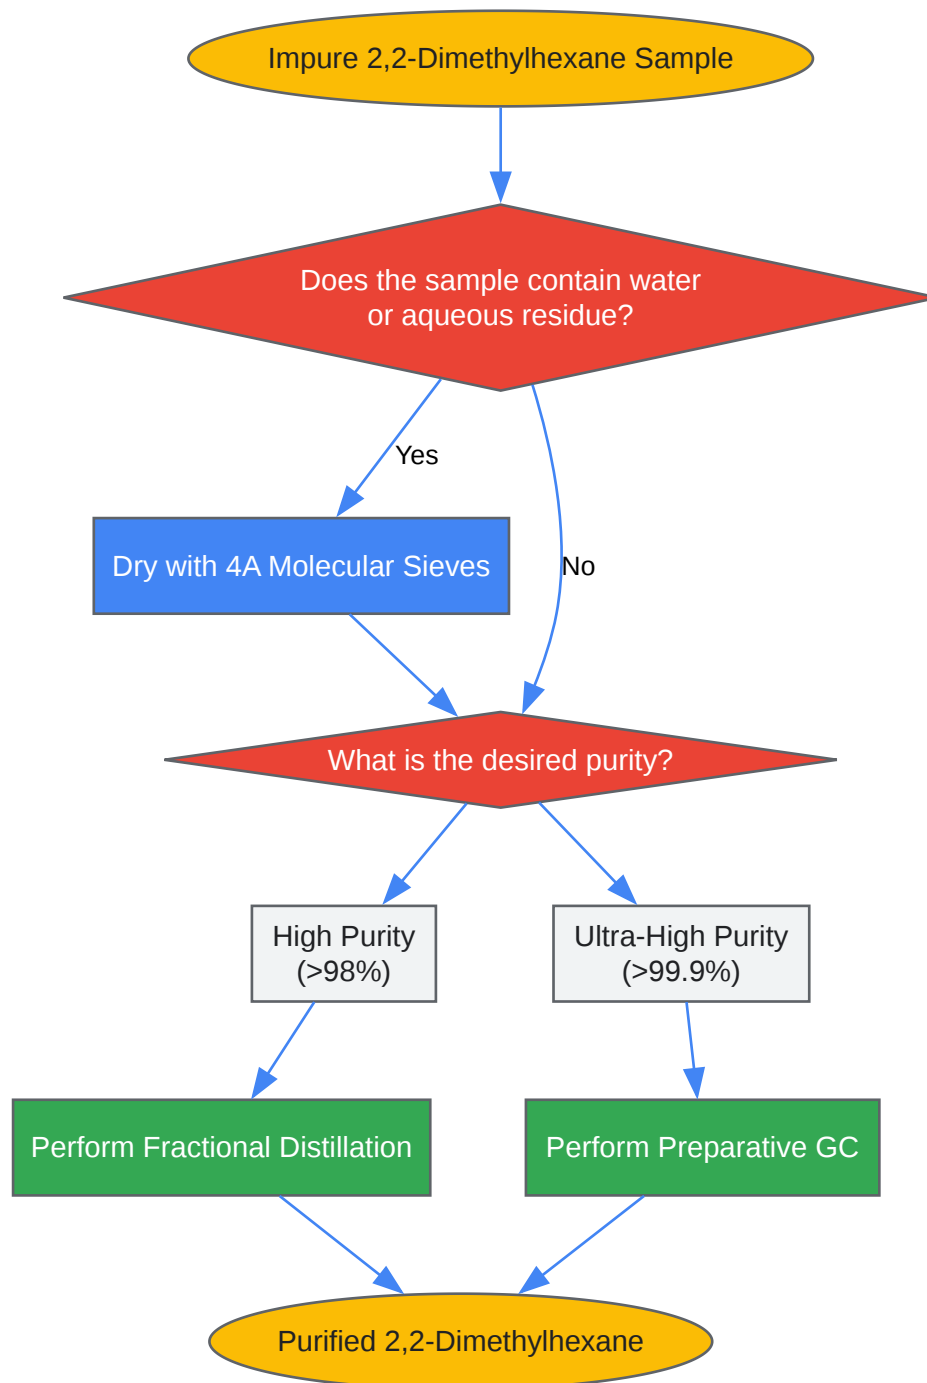 Impure 2,2-Dimethylhexane Sample
Does the sample contain water
or aqueous residue?
Yes
Dry with 4A Molecular Sieves
No
What is the desired purity?
High Purity
(>98%)
Ultra-High Purity
(>99.9%)
Perform Fractional Distillation
Perform Preparative GC
Purified 2,2-Dimethylhexane